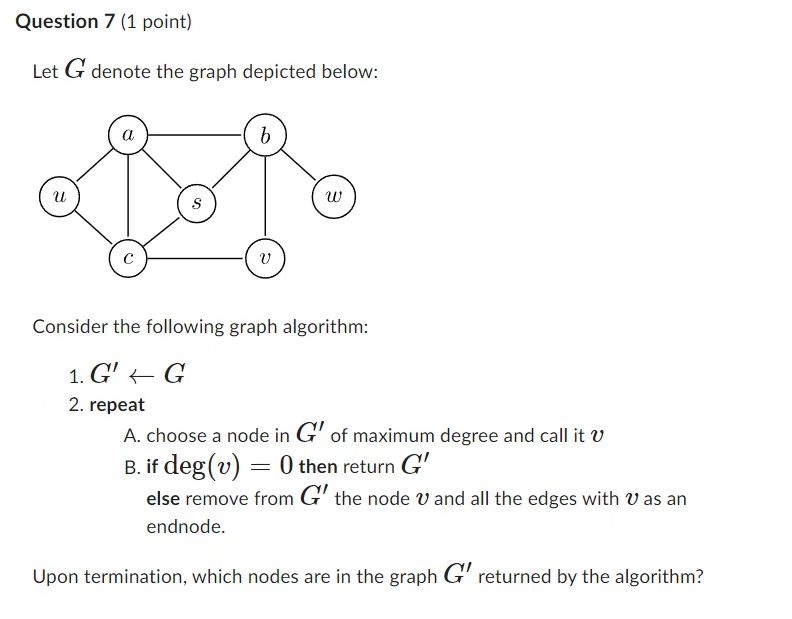 Question 7 (1 point)
Let G denote the graph depicted below:
a
b
u
s
w
c
v
Consider the following graph algorithm:
1. G′ ← G
2. repeat
A. choose a node in G′ of maximum degree and call it v
B. if deg(v) = 0 then return G′
else remove from G′ the node v and all the edges with v as an
endnode.
Upon termination, which nodes are in the graph G′ returned by the algorithm?